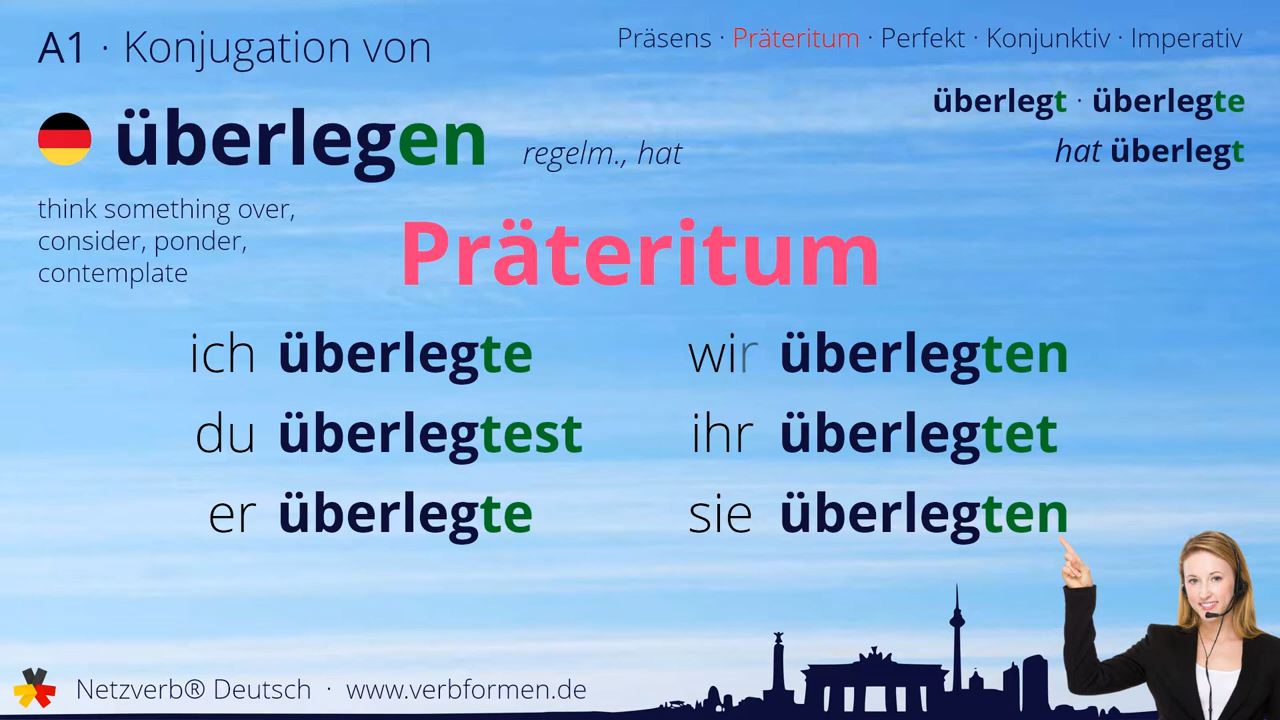 A1 · Konjugation von
Präsens · Präteritum · Perfekt · Konjunktiv · Imperativ
überlegen regelm., hat
überlegt · überlegte
hat überlegt
think something over,
consider, ponder,
contemplate
Präteritum
ich überlegte
du überlegtest
er überlegte
wir überlegten
ihr überlegtet
sie überlegten
Netzverb® Deutsch · www.verbformen.de